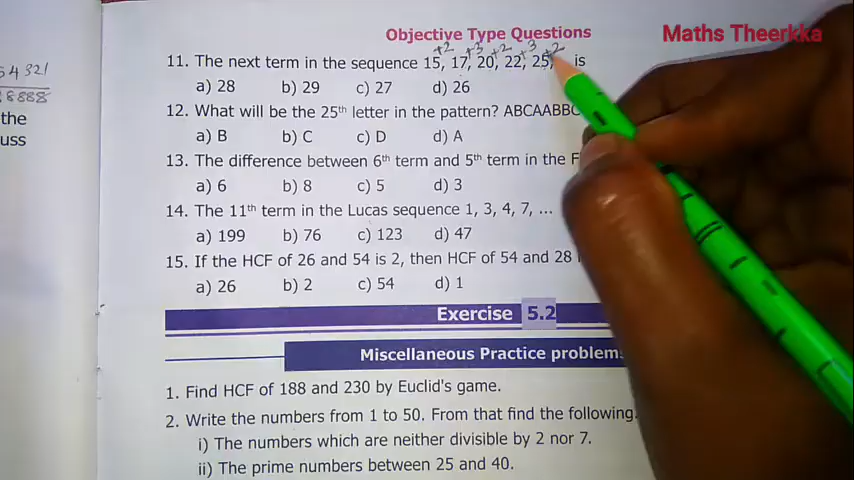 Objective Type Questions
Maths Theerkka
+2 +3 +2 +3 +2
54321
the
uss
11. The next term in the sequence 15, 17, 20, 22, 25, is
a) 28 b) 29 c) 27 d) 26
12. What will be the 25th letter in the pattern? ABCAABBC
a) B b) C c) D d) A
13. The difference between 6th term and 5th term in the F
a) 6 b) 8 c) 5 d) 3
14. The 11th term in the Lucas sequence 1, 3, 4, 7, ...
a) 199 b) 76 c) 123 d) 47
15. If the HCF of 26 and 54 is 2, then HCF of 54 and 28
a) 26 b) 2 c) 54 d) 1
Exercise 5.2
Miscellaneous Practice problem
1. Find HCF of 188 and 230 by Euclid's game.
2. Write the numbers from 1 to 50. From that find the following.
i) The numbers which are neither divisible by 2 nor 7.
ii) The prime numbers between 25 and 40.